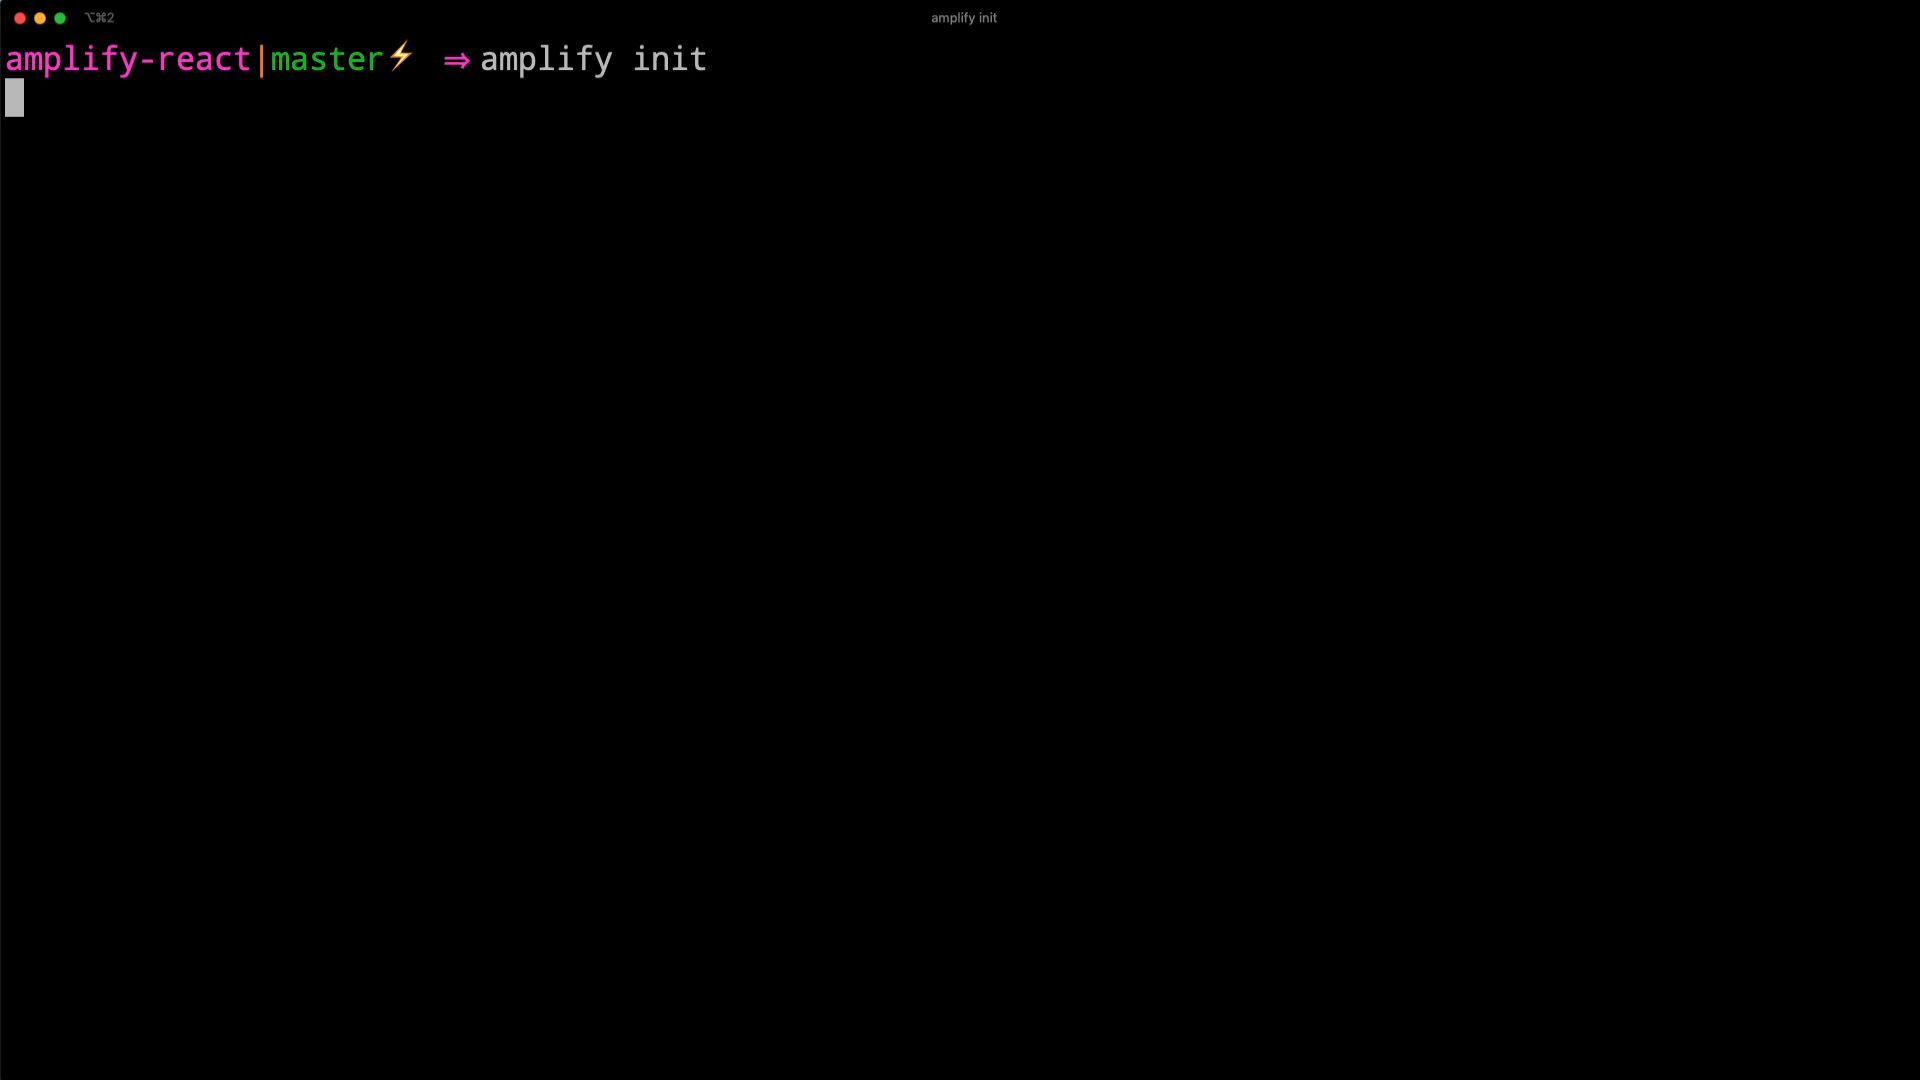 ⌥⌘2
amplify init
amplify-react|master⚡ ⇒ amplify init